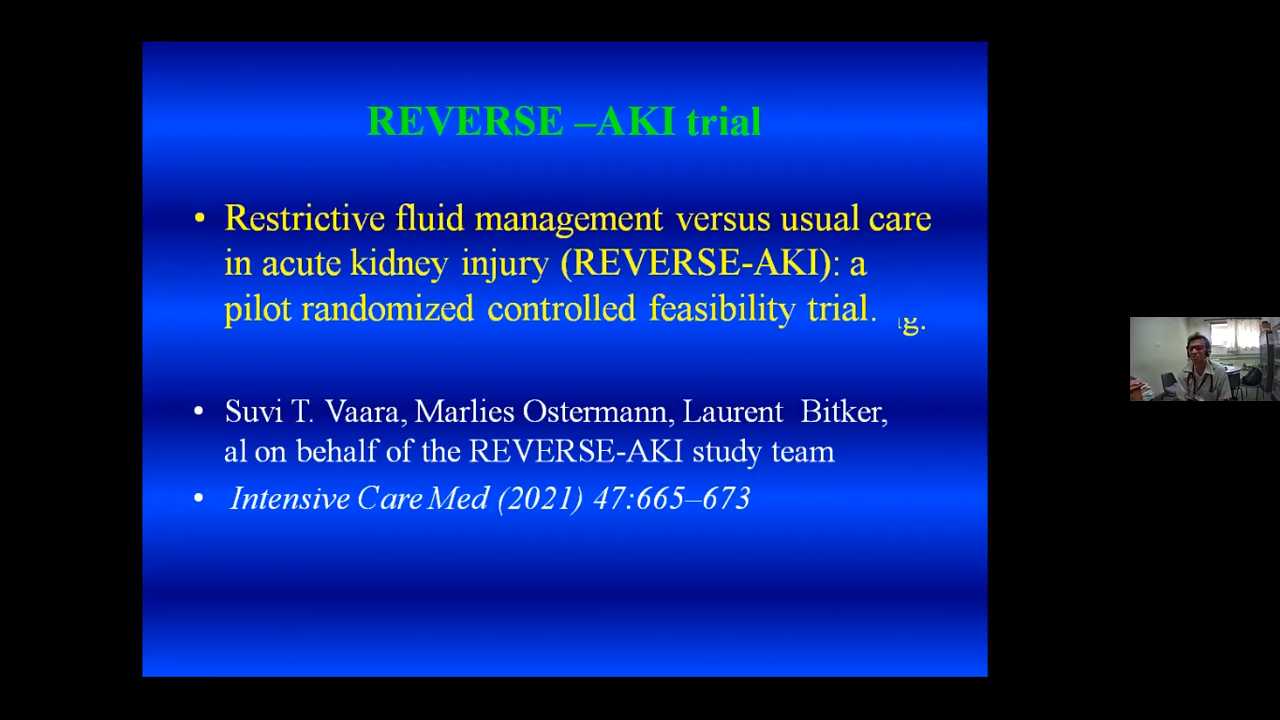 REVERSE –AKI trial
• Restrictive fluid management versus usual care
in acute kidney injury (REVERSE-AKI): a
pilot randomized controlled feasibility trial.
g.
• Suvi T. Vaara, Marlies Ostermann, Laurent Bitker,
al on behalf of the REVERSE-AKI study team
• Intensive Care Med (2021) 47:665–673